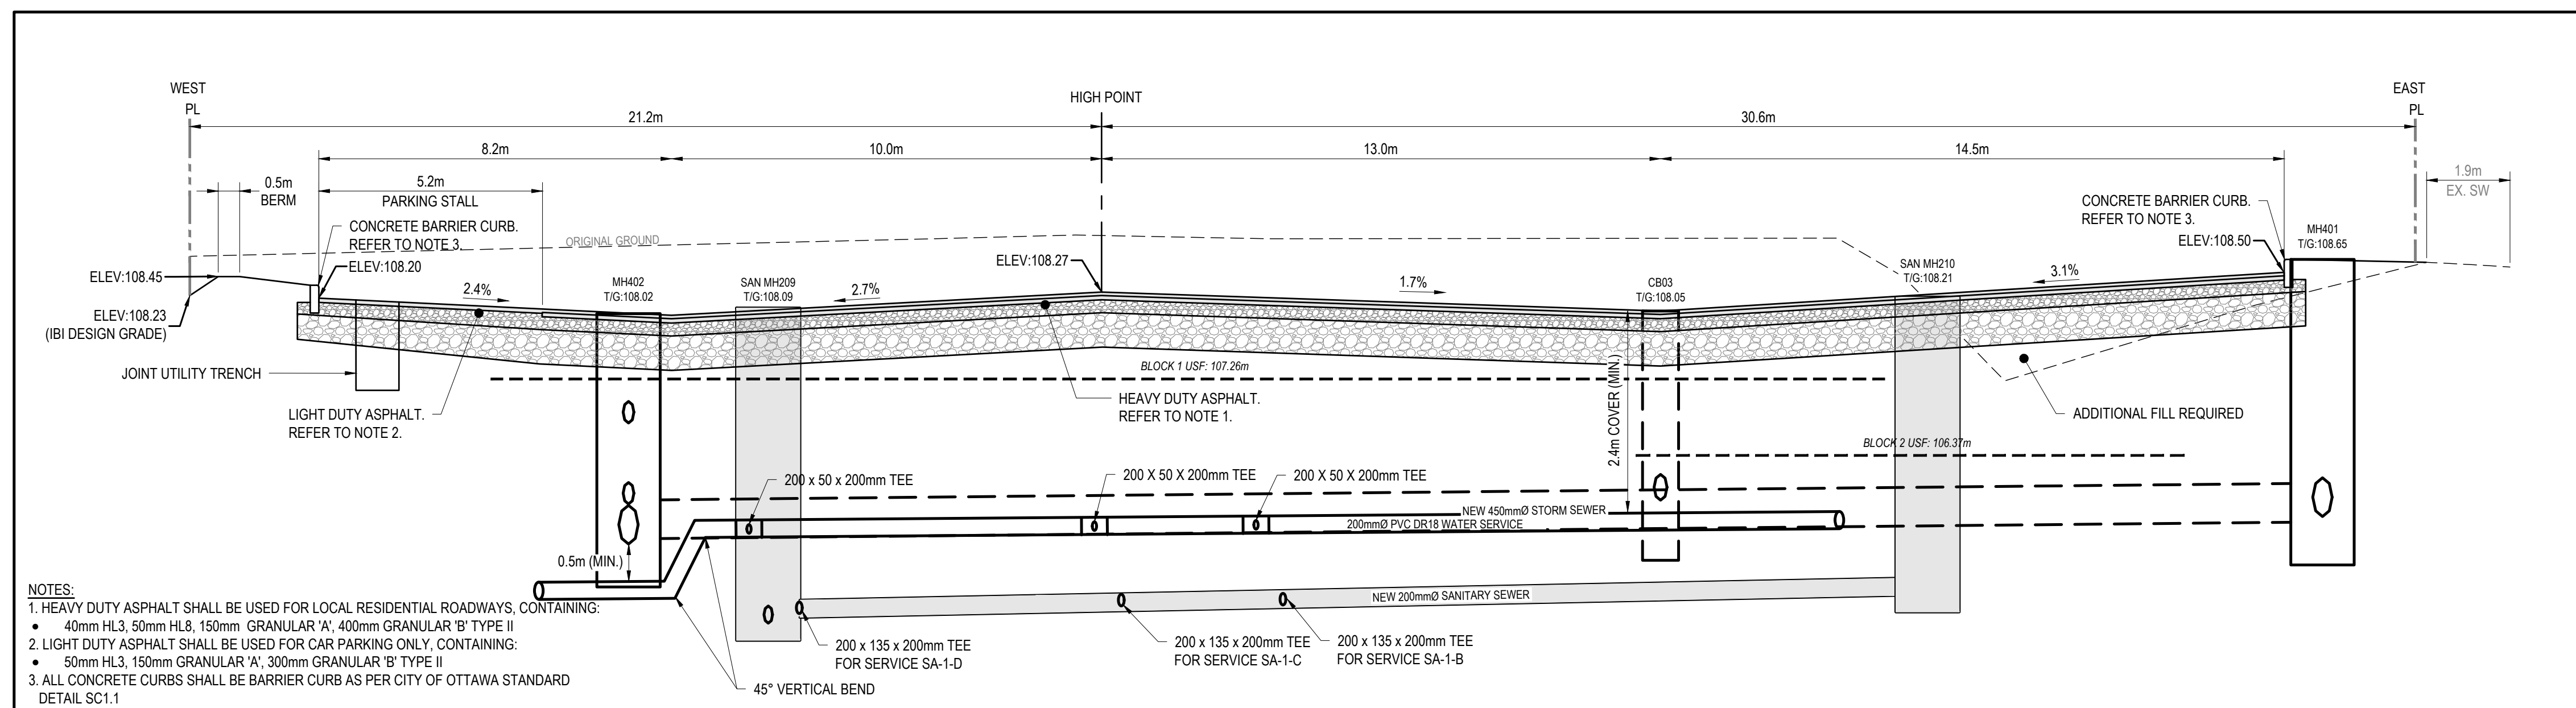 WEST
PL
HIGH POINT
EAST
PL
21.2m
30.6m
8.2m
10.0m
13.0m
14.5m
0.5m
BERM
5.2m
PARKING STALL
1.9m
EX. SW
CONCRETE BARRIER CURB.
REFER TO NOTE 3.
ORIGINAL GROUND
CONCRETE BARRIER CURB.
REFER TO NOTE 3.
MH401
T/G:108.65
ELEV:108.50
ELEV:108.45
ELEV:108.20
ELEV:108.27
MH402
T/G:108.02
SAN MH209
T/G:108.09
CB03
T/G:108.05
SAN MH210
T/G:108.21
2.4%
2.7%
1.7%
3.1%
ELEV:108.23
(IBI DESIGN GRADE)
JOINT UTILITY TRENCH
BLOCK 1 USF: 107.26m
LIGHT DUTY ASPHALT.
REFER TO NOTE 2.
HEAVY DUTY ASPHALT.
REFER TO NOTE 1.
2.4m COVER (MIN.)
ADDITIONAL FILL REQUIRED
BLOCK 2 USF: 106.37m
200 x 50 x 200mm TEE
200 X 50 X 200mm TEE
200 X 50 X 200mm TEE
NEW 450mmØ STORM SEWER
200mmØ PVC DR18 WATER SERVICE
0.5m (MIN.)
NEW 200mmØ SANITARY SEWER
200 x 135 x 200mm TEE
FOR SERVICE SA-1-D
200 x 135 x 200mm TEE
FOR SERVICE SA-1-C
200 x 135 x 200mm TEE
FOR SERVICE SA-1-B
45° VERTICAL BEND
NOTES:
1. HEAVY DUTY ASPHALT SHALL BE USED FOR LOCAL RESIDENTIAL ROADWAYS, CONTAINING:
● 40mm HL3, 50mm HL8, 150mm GRANULAR 'A', 400mm GRANULAR 'B' TYPE II
2. LIGHT DUTY ASPHALT SHALL BE USED FOR CAR PARKING ONLY, CONTAINING:
● 50mm HL3, 150mm GRANULAR 'A', 300mm GRANULAR 'B' TYPE II
3. ALL CONCRETE CURBS SHALL BE BARRIER CURB AS PER CITY OF OTTAWA STANDARD
DETAIL SC1.1